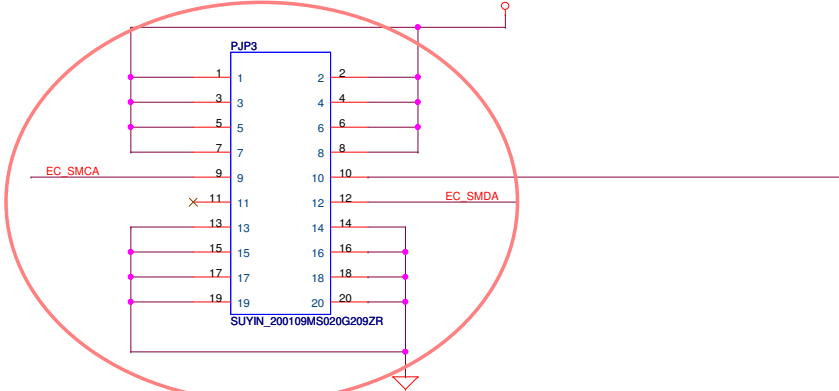 PJP3
1 1 2 2
3 3 4 4
5 5 6 6
7 7 8 8
EC_SMCA 9 9 10 10
11 11 12 12 EC_SMDA
13 13 14 14
15 15 16 16
17 17 18 18
19 19 20 20
SUYIN_200109MS020G209ZR